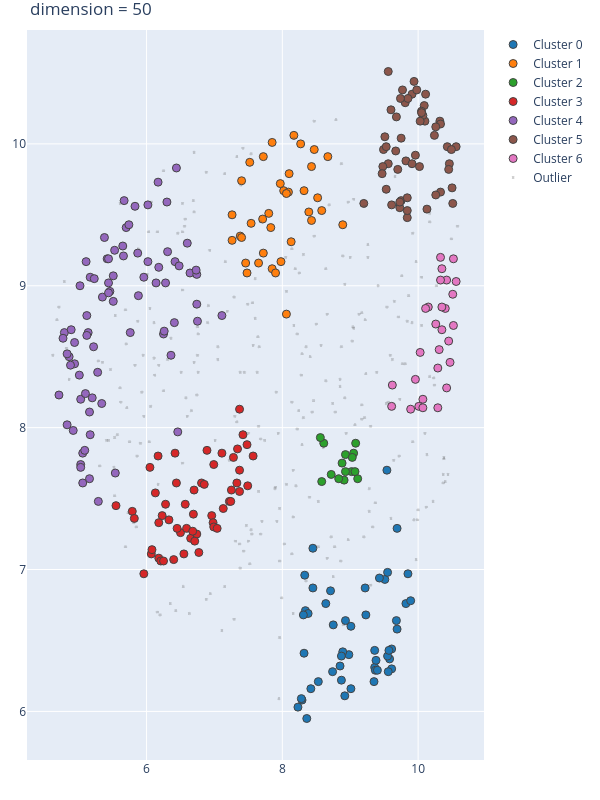 dimension = 50
Cluster 0
Cluster 1
Cluster 2
Cluster 3
Cluster 4
Cluster 5
Cluster 6
Outlier
10
9
8
7
6
6
8
10